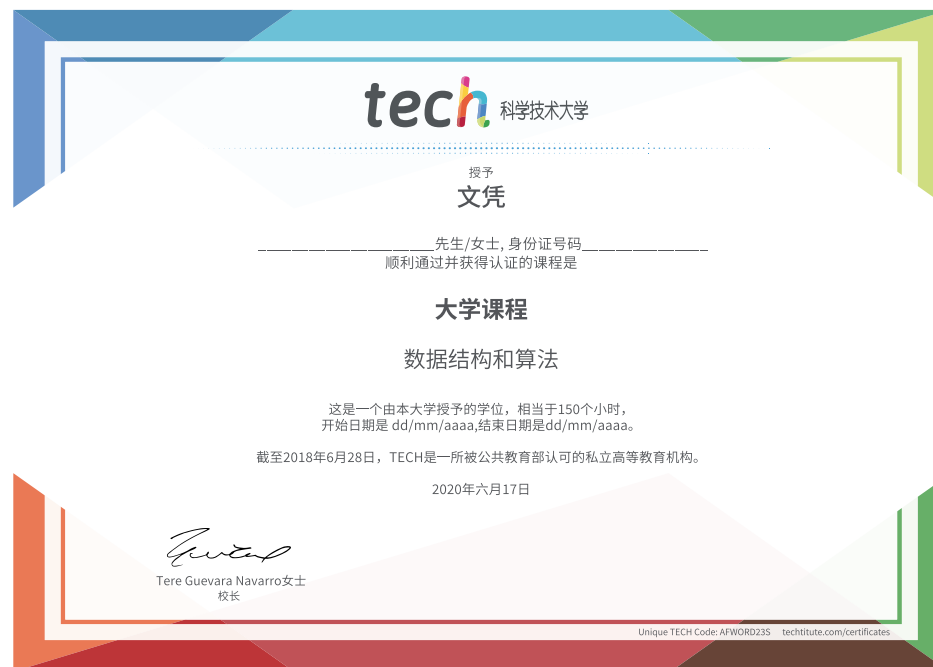 tech 科学技术大学
授予
文凭
______________________先生/女士, 身份证号码________________
顺利通过并获得认证的课程是
大学课程
数据结构和算法
这是一个由本大学授予的学位，相当于150个小时，
开始日期是 dd/mm/aaaa,结束日期是dd/mm/aaaa。
截至2018年6月28日，TECH是一所被公共教育部认可的私立高等教育机构。
2020年六月17日
Tere Guevara Navarro女士
校长
Unique TECH Code: AFWORD23S techtitute.com/certificates